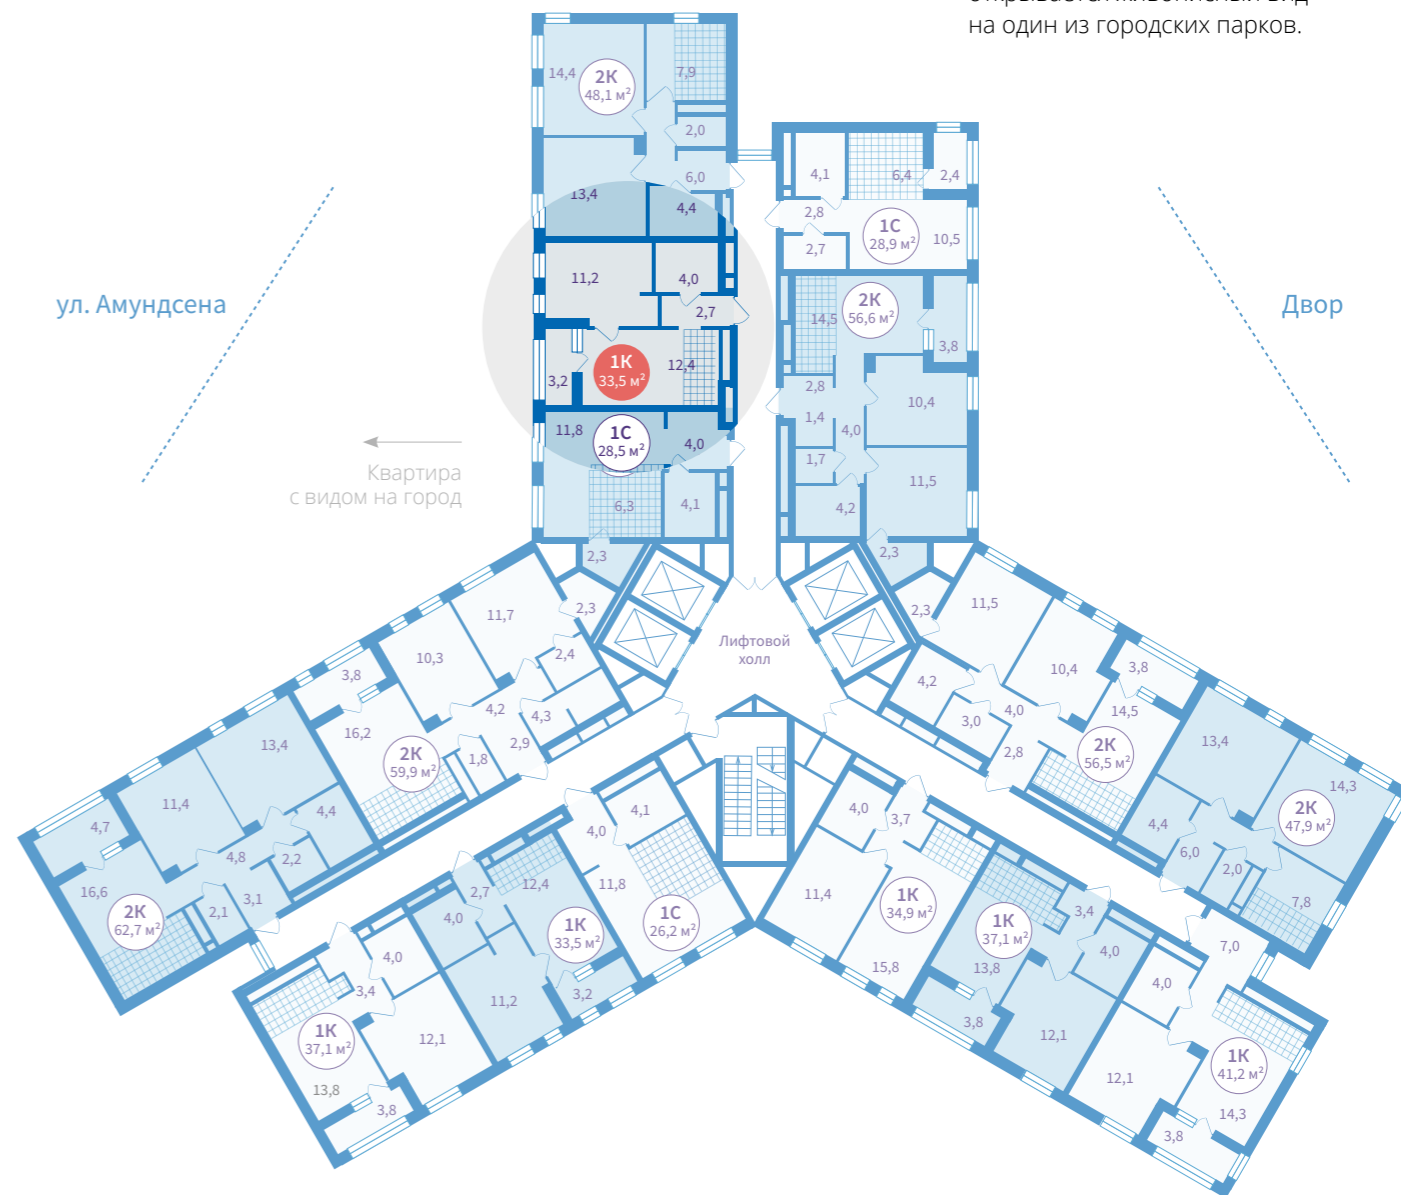 на один из городских парков.
14,4
2К
48,1 м²
7,9
2,0
6,0
13,4
4,4
4,1
6,4
2,4
2,8
1С
28,9 м²
10,5
2,7
11,2
4,0
2,7
ул. Амундсена
2К
56,6 м²
14,5
3,8
Двор
1К
33,5 м²
12,4
3,2
2,8
10,4
1,4
4,0
11,8
1С
28,5 м²
4,0
1,7
11,5
4,2
Квартира
с видом на город
6,3
4,1
2,3
2,3
11,7
2,3
2,3
11,5
Лифтовой
холл
10,3
2,4
3,8
4,2
4,3
16,2
2,9
2К
59,9 м²
1,8
4,2
10,4
3,8
3,0
4,0
14,5
2,8
2К
56,5 м²
13,4
11,4
4,4
4,7
4,8
2,2
16,6
3,1
2,1
2К
62,7 м²
13,4
14,3
2К
47,9 м²
4,4
6,0
2,0
7,8
4,1
4,0
11,8
1С
26,2 м²
2,7
12,4
4,0
1К
33,5 м²
11,2
3,2
4,0
3,7
11,4
1К
34,9 м²
15,8
4,0
3,4
1К
37,1 м²
12,1
13,8
3,8
3,4
1К
37,1 м²
4,0
13,8
3,8
12,1
7,0
4,0
1К
41,2 м²
12,1
14,3
3,8